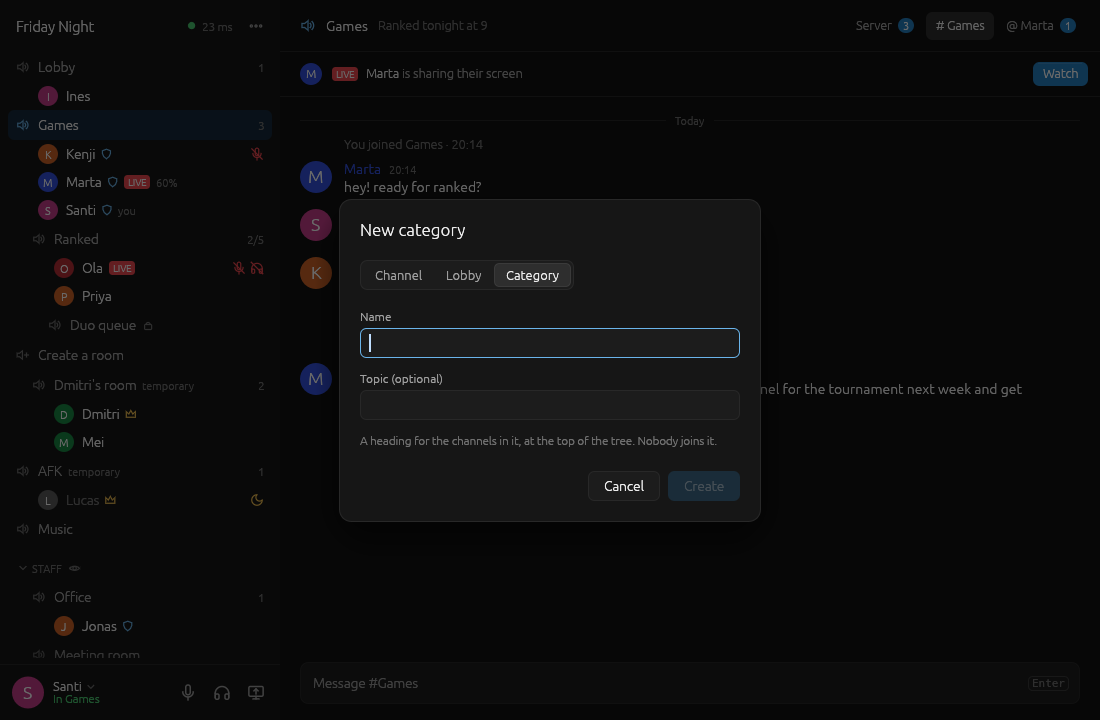 Friday Night
23 ms
Lobby
1
I
Ines
Games
3
K
Kenji
M
Marta
LIVE
60%
S
Santi
you
Ranked
2/5
O
Ola
LIVE
P
Priya
Duo queue
Create a room
Dmitri's room
temporary
2
D
Dmitri
M
Mei
AFK
temporary
1
L
Lucas
Music
STAFF
Office
1
J
Jonas
Meeting room
S
Santi
In Games
Games
Ranked tonight at 9
Server
3
# Games
@ Marta
1
M
LIVE
Marta is sharing their screen
Watch
Today
You joined Games · 20:14
M
Marta 20:14
hey! ready for ranked?
S
K
M
nel for the tournament next week and get
New category
Channel
Lobby
Category
Name
Topic (optional)
A heading for the channels in it, at the top of the tree. Nobody joins it.
Cancel
Create
Message #Games
Enter